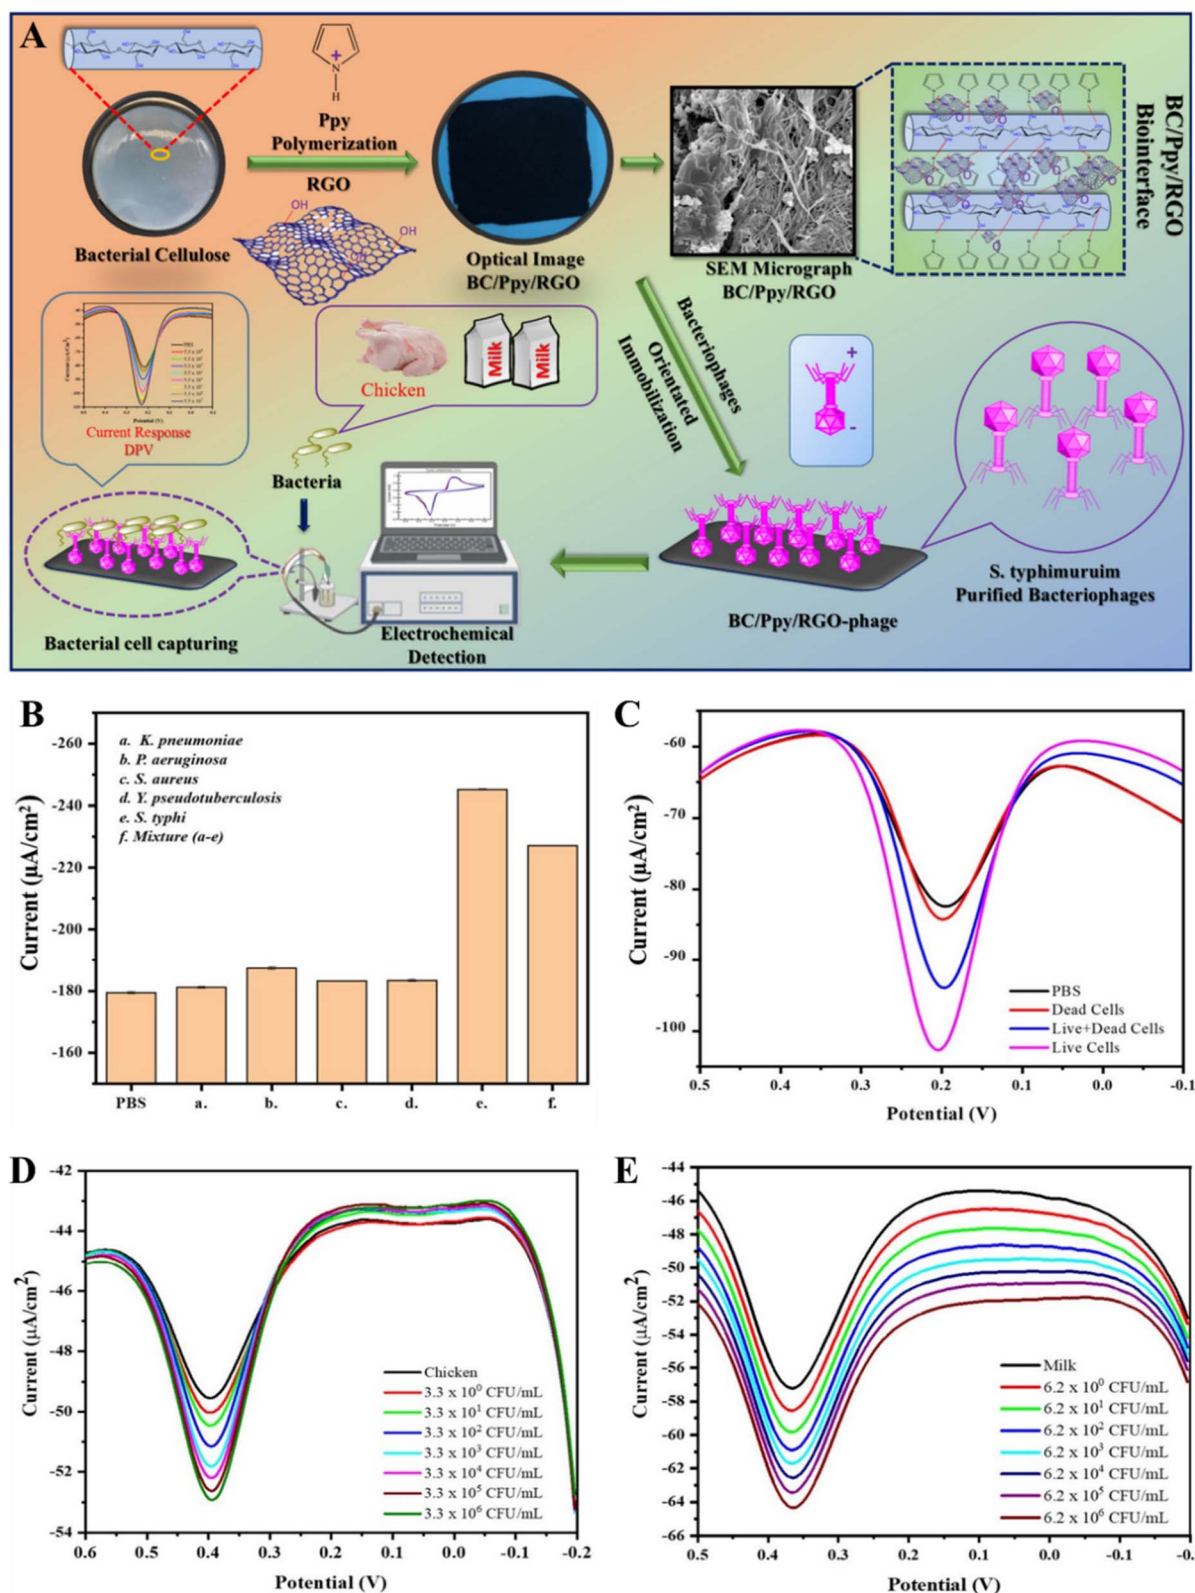 A
Ppy
Polymerization
RGO
OH
OH
Bacterial Cellulose
Optical Image
BC/Ppy/RGO
SEM Micrograph
BC/Ppy/RGO
BC/Ppy/RGO
Biointerface
Current Response
DPV
Chicken
Milk
Milk
Bacteria
Bacteriophages
Orientated
Immobilization
+
-
S. typhimuruim
Purified Bacteriophages
BC/Ppy/RGO-phage
Electrochemical
Detection
Bacterial cell capturing
B
Current (µA/cm²)
-260
-240
-220
-200
-180
-160
a. K. pneumoniae
b. P. aeruginosa
c. S. aureus
d. Y. pseudotuberculosis
e. S. typhi
f. Mixture (a-e)
PBS a. b. c. d. e. f.
C
Current (µA/cm²)
-60
-70
-80
-90
-100
PBS
Dead Cells
Live+Dead Cells
Live Cells
0.5 0.4 0.3 0.2 0.1 0.0 -0.1
Potential (V)
D
Current (µA/cm²)
-42
-44
-46
-48
-50
-52
-54
Chicken
3.3 x 10⁰ CFU/mL
3.3 x 10¹ CFU/mL
3.3 x 10² CFU/mL
3.3 x 10³ CFU/mL
3.3 x 10⁴ CFU/mL
3.3 x 10⁵ CFU/mL
3.3 x 10⁶ CFU/mL
0.6 0.5 0.4 0.3 0.2 0.1 0.0 -0.1 -0.2
Potential (V)
E
Current (µA/cm²)
-44
-46
-48
-50
-52
-54
-56
-58
-60
-62
-64
-66
Milk
6.2 x 10⁰ CFU/mL
6.2 x 10¹ CFU/mL
6.2 x 10² CFU/mL
6.2 x 10³ CFU/mL
6.2 x 10⁴ CFU/mL
6.2 x 10⁵ CFU/mL
6.2 x 10⁶ CFU/mL
0.5 0.4 0.3 0.2 0.1 0.0 -0.1
Potential (V)